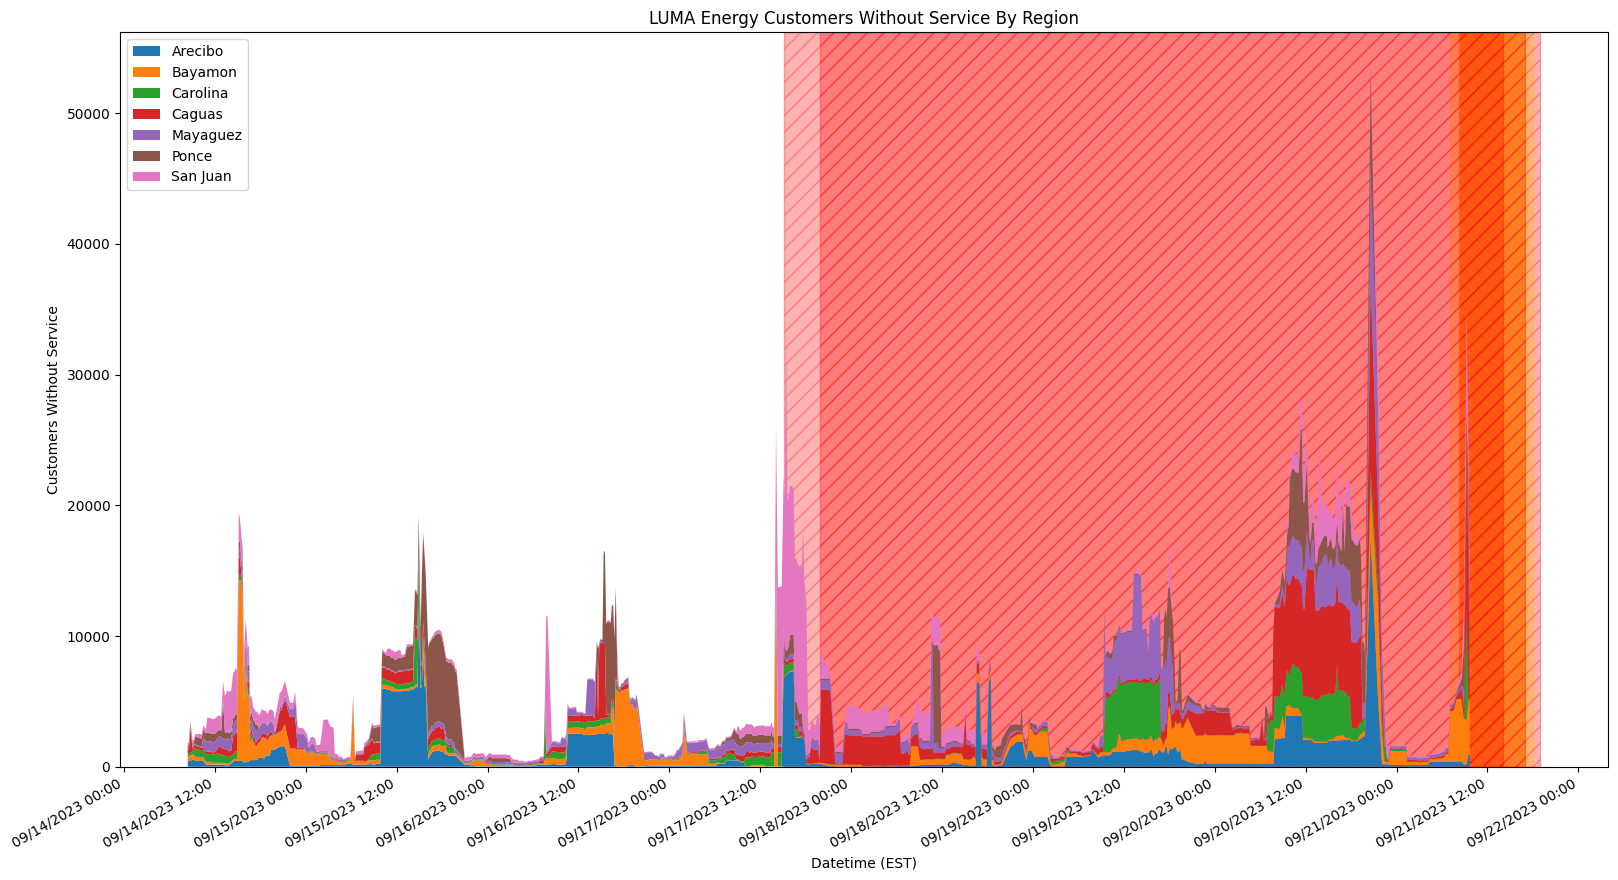 LUMA Energy Customers Without Service By Region
Arecibo
Bayamon
Carolina
Caguas
Mayaguez
Ponce
San Juan
50000
40000
30000
20000
10000
0
Customers Without Service
09/14/2023 00:00
09/14/2023 12:00
09/15/2023 00:00
09/15/2023 12:00
09/16/2023 00:00
09/16/2023 12:00
09/17/2023 00:00
09/17/2023 12:00
09/18/2023 00:00
09/18/2023 12:00
09/19/2023 00:00
09/19/2023 12:00
09/20/2023 00:00
09/20/2023 12:00
09/21/2023 00:00
09/21/2023 12:00
09/22/2023 00:00
Datetime (EST)